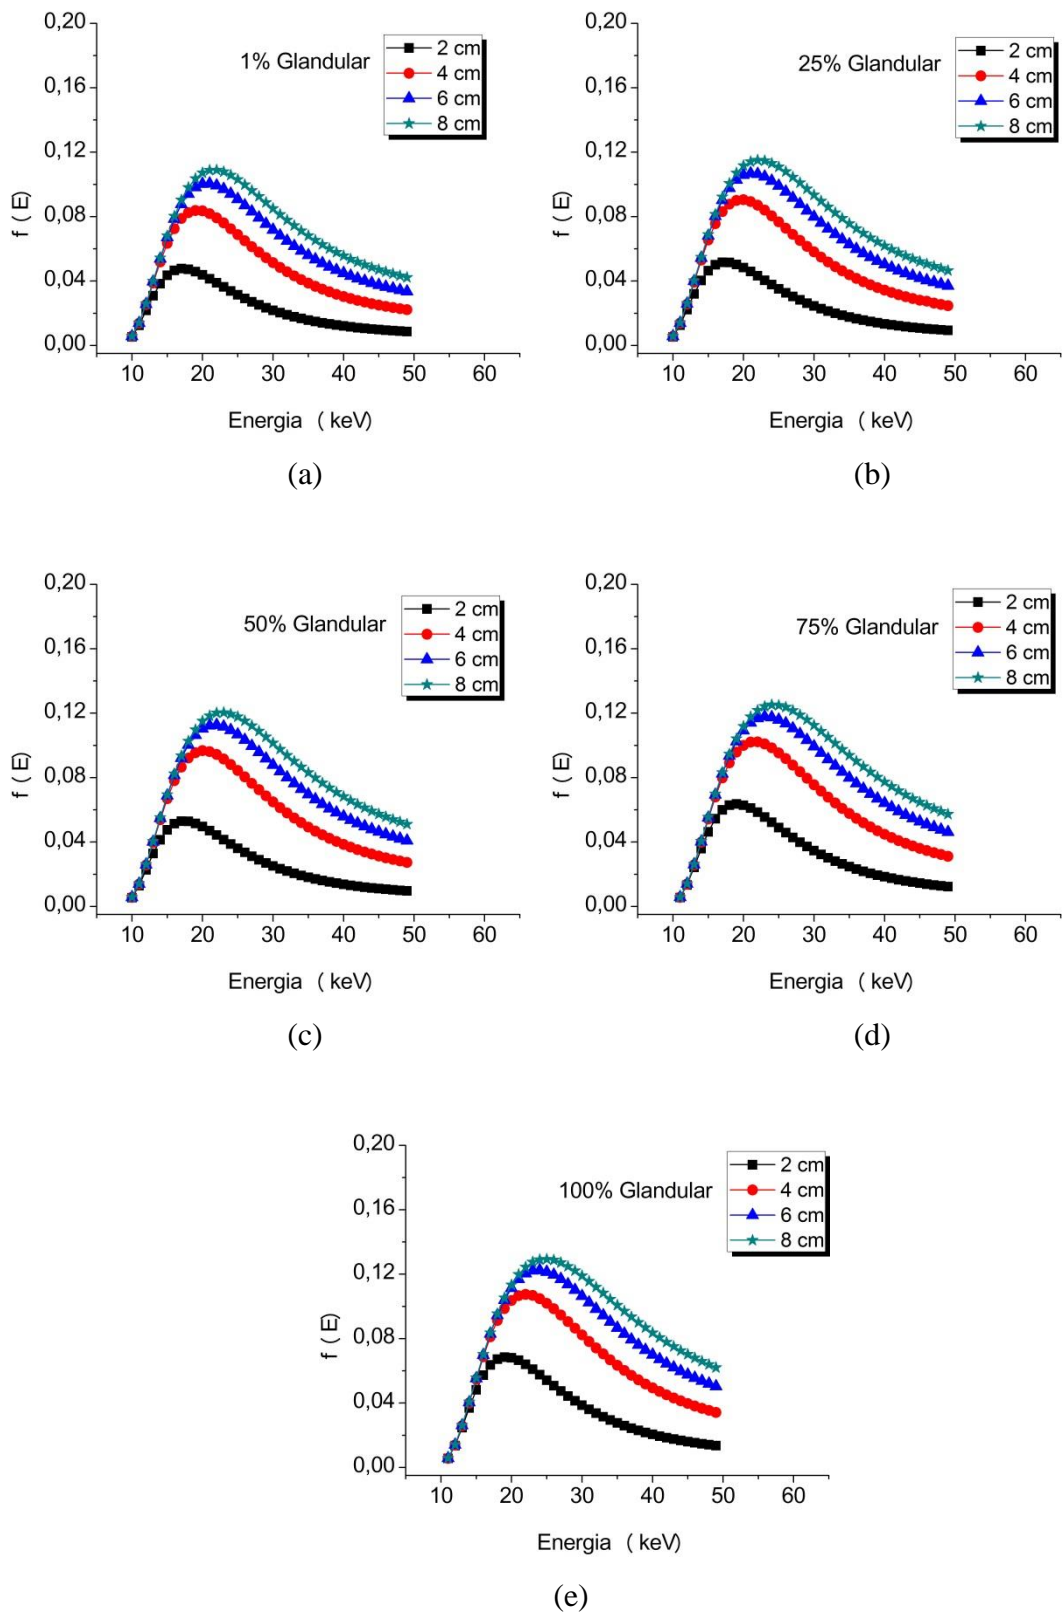 0,20
0,16
0,12
0,08
0,04
0,00
f (E)
1% Glandular
2 cm
4 cm
6 cm
8 cm
10 20 30 40 50 60
Energia ( keV)
(a)
0,20
0,16
0,12
0,08
0,04
0,00
f (E)
25% Glandular
2 cm
4 cm
6 cm
8 cm
10 20 30 40 50 60
Energia ( keV)
(b)
0,20
0,16
0,12
0,08
0,04
0,00
f (E)
50% Glandular
2 cm
4 cm
6 cm
8 cm
10 20 30 40 50 60
Energia ( keV)
(c)
0,20
0,16
0,12
0,08
0,04
0,00
f (E)
75% Glandular
2 cm
4 cm
6 cm
8 cm
10 20 30 40 50 60
Energia ( keV)
(d)
0,20
0,16
0,12
0,08
0,04
0,00
f (E)
100% Glandular
2 cm
4 cm
6 cm
8 cm
10 20 30 40 50 60
Energia ( keV)
(e)